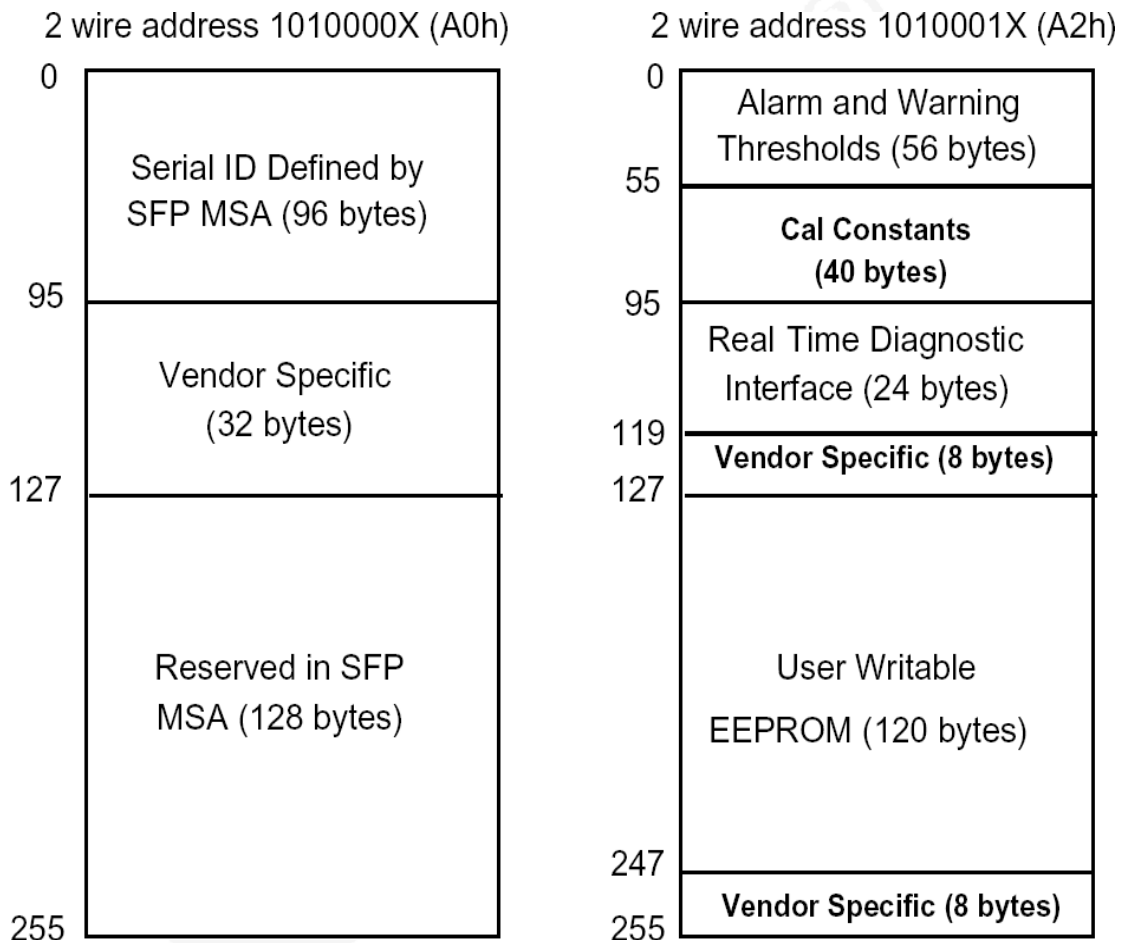 2 wire address 1010000X (A0h)
0
Serial ID Defined by
SFP MSA (96 bytes)
95
Vendor Specific
(32 bytes)
127
Reserved in SFP
MSA (128 bytes)
255
2 wire address 1010001X (A2h)
0
Alarm and Warning
Thresholds (56 bytes)
55
Cal Constants
(40 bytes)
95
Real Time Diagnostic
Interface (24 bytes)
119
Vendor Specific (8 bytes)
127
User Writable
EEPROM (120 bytes)
247
Vendor Specific (8 bytes)
255